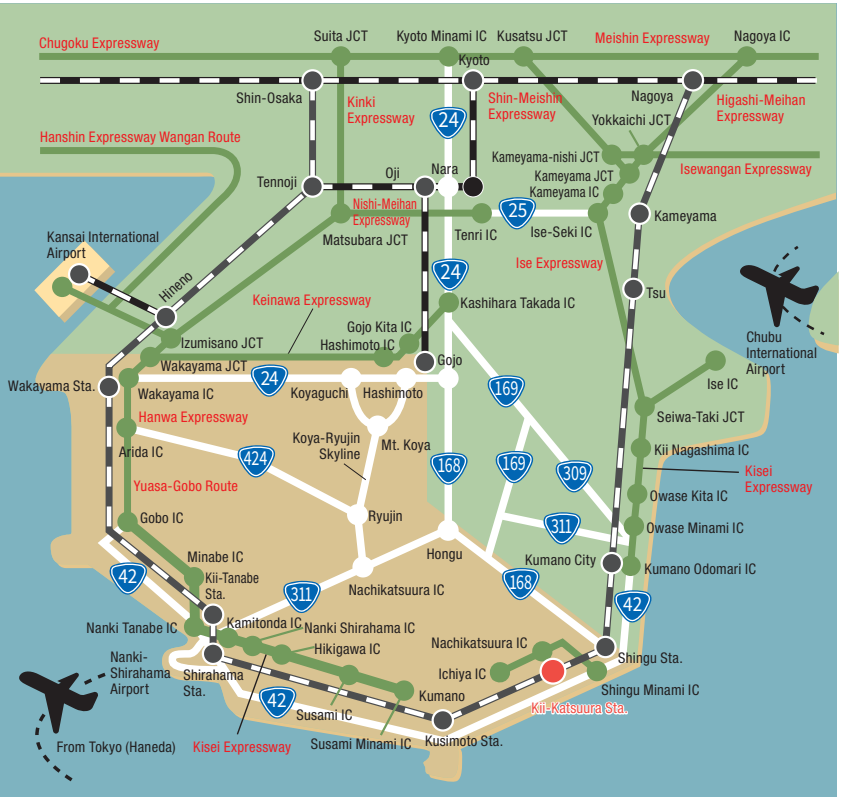 Suita JCT
Kyoto Minami IC
Kusatsu JCT
Meishin Expressway
Nagoya IC
Chugoku Expressway
Kyoto
Shin-Osaka
Kinki
Expressway
24
Shin-Meishin
Expressway
Nagoya
Higashi-Meihan
Expressway
Yokkaichi JCT
Hanshin Expressway Wangan Route
Kameyama-nishi JCT
Isewangan Expressway
Kameyama JCT
Kameyama IC
Tennoji
Oji
Nara
Nishi-Meihan
Expressway
25
Kameyama
Matsubara JCT
Tenri IC
Ise-Seki IC
Kansai International
Airport
24
Ise Expressway
Hineno
Tsu
Keinawa Expressway
Kashihara Takada IC
Gojo Kita IC
Hashimoto IC
Izumisano JCT
Chubu
International
Airport
Wakayama JCT
Gojo
Wakayama Sta.
Wakayama IC
24
Koyaguchi
Hashimoto
169
Ise IC
Hanwa Expressway
Seiwa-Taki JCT
Arida IC
Koya-Ryujin
Skyline
Mt. Koya
Kii Nagashima IC
424
168
169
309
Kisei
Expressway
Yuasa-Gobo Route
Owase Kita IC
Gobo IC
Ryujin
311
Owase Minami IC
Minabe IC
Hongu
Kumano City
Kumano Odomari IC
42
Kii-Tanabe
Sta.
311
Nachikatsuura IC
168
42
Nanki Tanabe IC
Kamitonda IC
Nanki Shirahama IC
Nachikatsuura IC
Hikigawa IC
Shingu Sta.
Nanki-
Shirahama
Airport
Shirahama
Sta.
Ichiya IC
Shingu Minami IC
42
Kumano
Kii-Katsuura Sta.
Susami IC
From Tokyo (Haneda)
Kisei Expressway
Susami Minami IC
Kusimoto Sta.